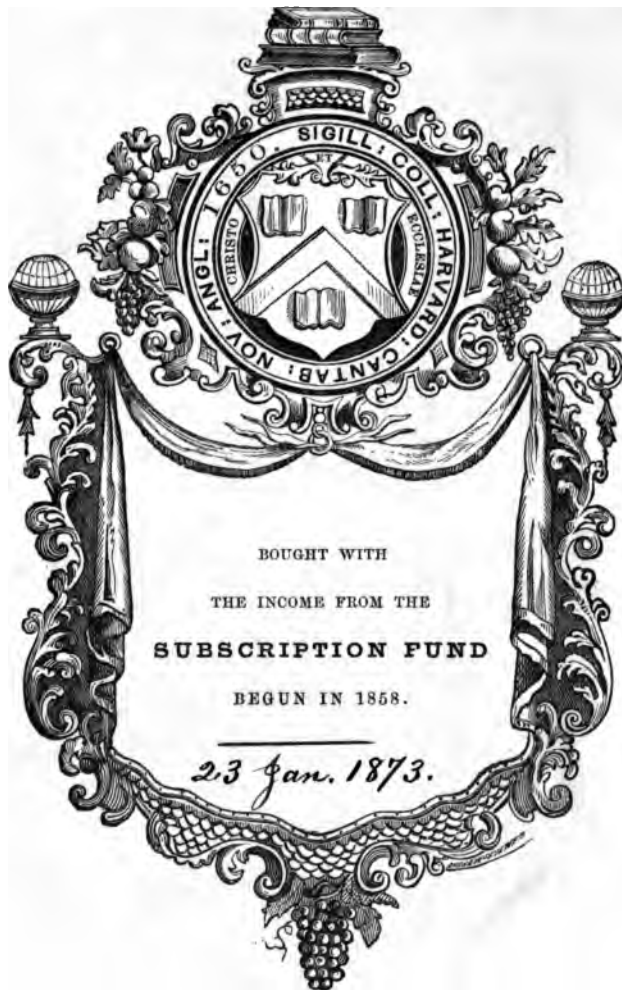 SIGILL: COLL: HARVARD: CANTAB: NOV: ANGL: 1650.
ET
CHRISTO
ECCLESIAE
BOUGHT WITH
THE INCOME FROM THE
SUBSCRIPTION FUND
BEGUN IN 1858.
23 Jan. 1873.